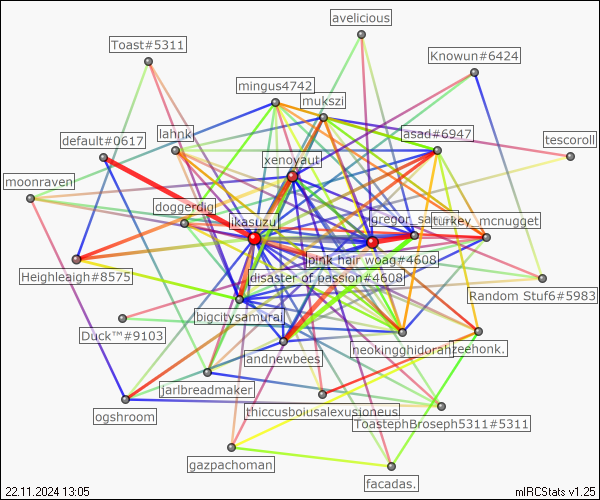 avelicious
Toast#5311
Knowun#6424
mingus4742
mukszi
default#0617
lahnk
asad#6947
tescoroll
xenoyaut
moonraven
doggerdig
ikasuzu
turkey_mcnugget
pink hair woag#4608
Heighleaigh#8575
disaster of passion#4608
Random Stuf6#5983
bigcitysamurai
Duck™#9103
neokingghidorah
zeehonk.
andnewbees
jarlbreadmaker
thiccusboiusalexusioneus
ogshroom
ToastephBroseph5311#5311
gazpachoman
facadas.
22.11.2024 13:05
mIRCStats v1.25